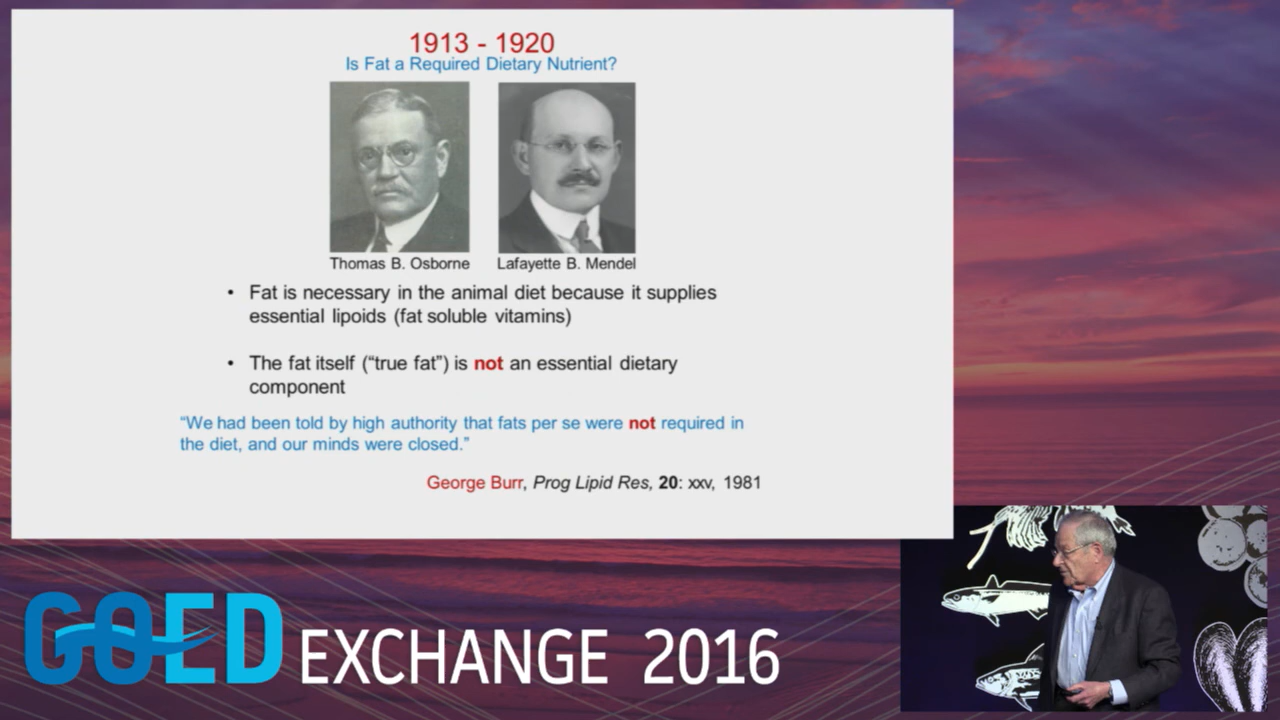 1913 - 1920
Is Fat a Required Dietary Nutrient?
Thomas B. Osborne
Lafayette B. Mendel
• Fat is necessary in the animal diet because it supplies
essential lipoids (fat soluble vitamins)
• The fat itself (“true fat”) is not an essential dietary
component
“We had been told by high authority that fats per se were not required in
the diet, and our minds were closed.”
George Burr, Prog Lipid Res, 20: xxv, 1981
GOED EXCHANGE 2016